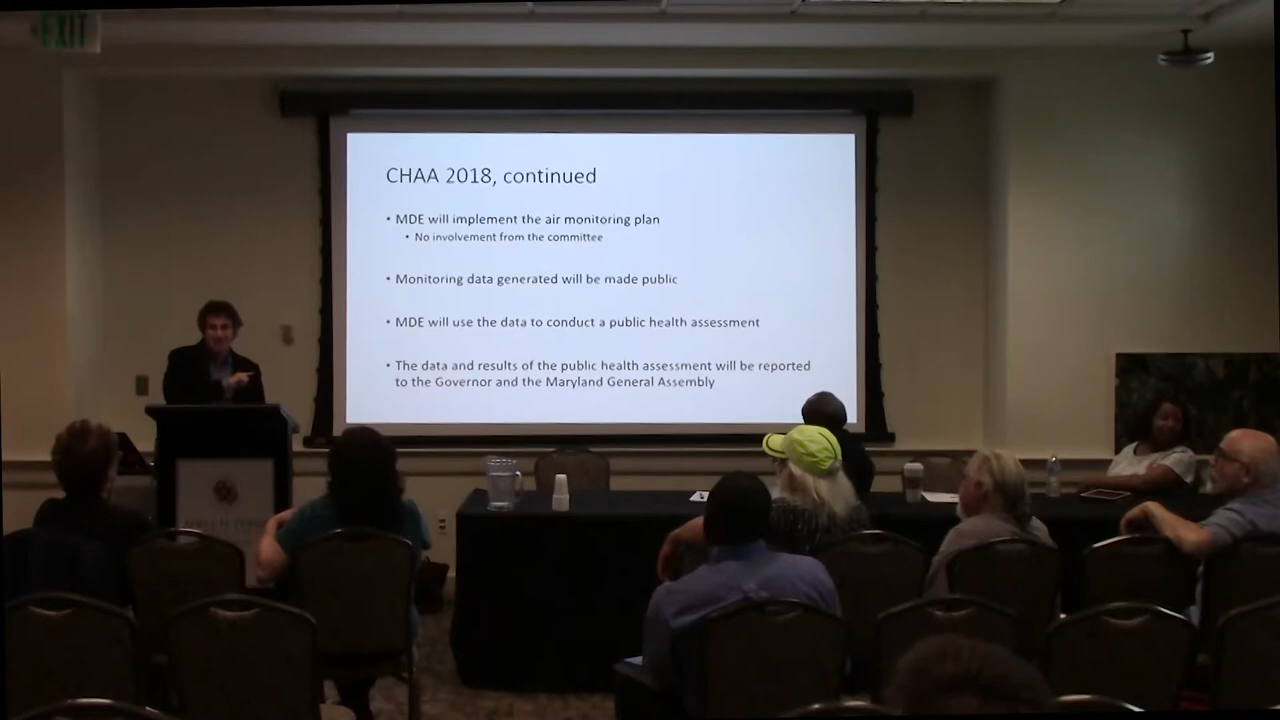 EXIT
CHAA 2018, continued
• MDE will implement the air monitoring plan
• No involvement from the committee
• Monitoring data generated will be made public
• MDE will use the data to conduct a public health assessment
• The data and results of the public health assessment will be reported
to the Governor and the Maryland General Assembly